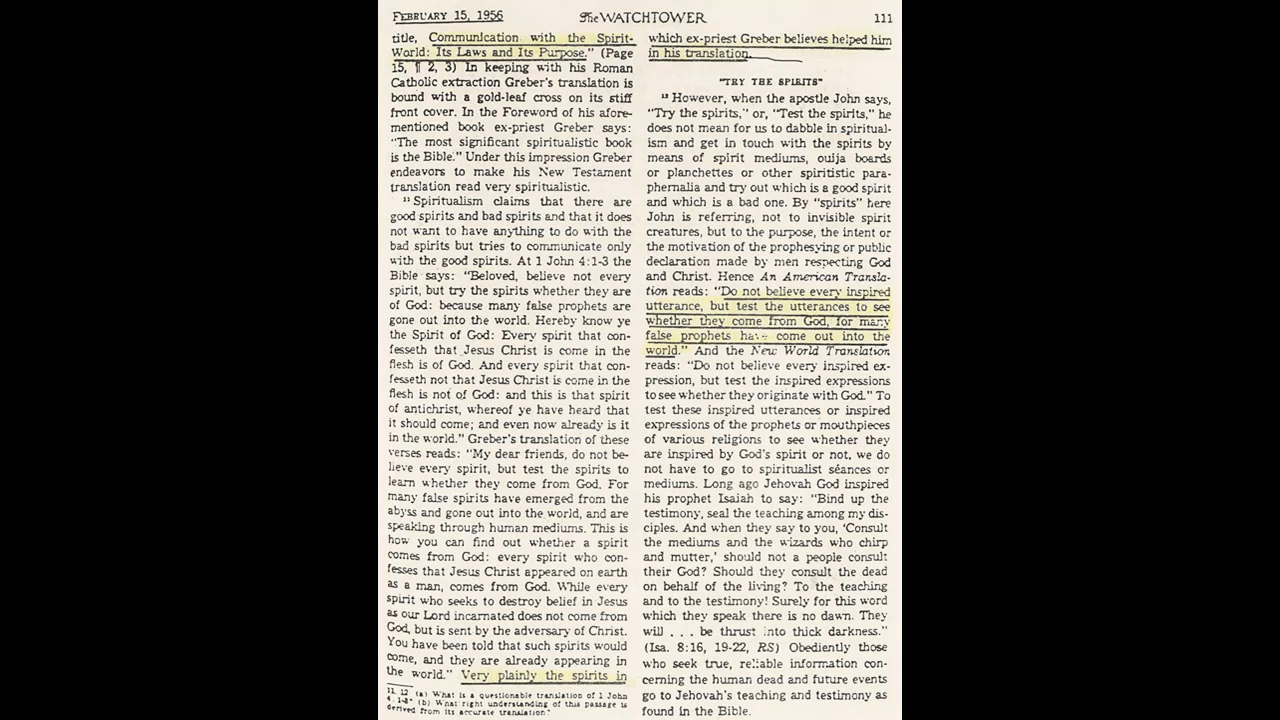 FEBRUARY 15, 1956 The WATCHTOWER 111
title, Communication with the Spirit-
World: Its Laws and Its Purpose." (Page
15, ¶ 2, 3) In keeping with his Roman
Catholic extraction Greber's translation is
bound with a gold-leaf cross on its stiff
front cover. In the Foreword of his afore-
mentioned book ex-priest Greber says:
"The most significant spiritualistic book
is the Bible." Under this impression Greber
endeavors to make his New Testament
translation read very spiritualistic.
11 Spiritualism claims that there are
good spirits and bad spirits and that it does
not want to have anything to do with the
bad spirits but tries to communicate only
with the good spirits. At 1 John 4:1-3 the
Bible says: "Beloved, believe not every
spirit, but try the spirits whether they are
of God: because many false prophets are
gone out into the world. Hereby know ye
the Spirit of God: Every spirit that con-
fesseth that Jesus Christ is come in the
flesh is of God. And every spirit that con-
fesseth not that Jesus Christ is come in the
flesh is not of God: and this is that spirit
of antichrist, whereof ye have heard that
it should come; and even now already is it
in the world." Greber's translation of these
verses reads: "My dear friends, do not be-
lieve every spirit, but test the spirits to
learn whether they come from God. For
many false spirits have emerged from the
abyss and gone out into the world, and are
speaking through human mediums. This is
how you can find out whether a spirit
comes from God: every spirit who con-
fesses that Jesus Christ appeared on earth
as a man, comes from God. While every
spirit who seeks to destroy belief in Jesus
as our Lord incarnated does not come from
God, but is sent by the adversary of Christ.
You have been told that such spirits would
come, and they are already appearing in
the world." Very plainly the spirits in
11, 12 (a) What is a questionable translation of 1 John
4:1-3? (b) What right understanding of this passage is
derived from its accurate translation?
which ex-priest Greber believes helped him
in his translation.
"TRY THE SPIRITS"
12 However, when the apostle John says,
"Try the spirits," or, "Test the spirits," he
does not mean for us to dabble in spiritual-
ism and get in touch with the spirits by
means of spirit mediums, ouija boards
or planchettes or other spiritistic para-
phernalia and try out which is a good spirit
and which is a bad one. By "spirits" here
John is referring, not to invisible spirit
creatures, but to the purpose, the intent or
the motivation of the prophesying or public
declaration made by men respecting God
and Christ. Hence An American Transla-
tion reads: "Do not believe every inspired
utterance, but test the utterances to see
whether they come from God, for many
false prophets have come out into the
world." And the New World Translation
reads: "Do not believe every inspired ex-
pression, but test the inspired expressions
to see whether they originate with God." To
test these inspired utterances or inspired
expressions of the prophets or mouthpieces
of various religions to see whether they
are inspired by God's spirit or not, we do
not have to go to spiritualist séances or
mediums. Long ago Jehovah God inspired
his prophet Isaiah to say: "Bind up the
testimony, seal the teaching among my dis-
ciples. And when they say to you, 'Consult
the mediums and the wizards who chirp
and mutter,' should not a people consult
their God? Should they consult the dead
on behalf of the living? To the teaching
and to the testimony! Surely for this word
which they speak there is no dawn. They
will . . . be thrust into thick darkness."
(Isa. 8:16, 19-22, RS) Obediently those
who seek true, reliable information con-
cerning the human dead and future events
go to Jehovah's teaching and testimony as
found in the Bible.